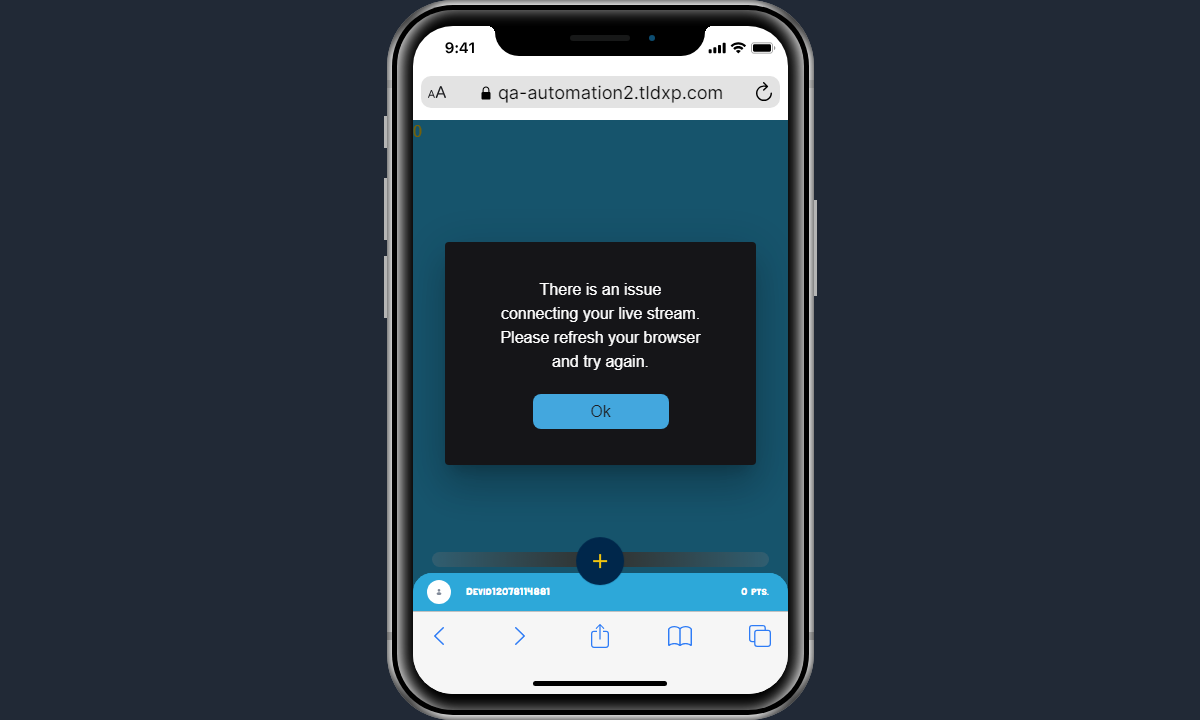 9:41
AA
qa-automation2.tldxp.com
0
There is an issue
connecting your live stream.
Please refresh your browser
and try again.
Ok
+
DEVID12078114881
0 PTS.